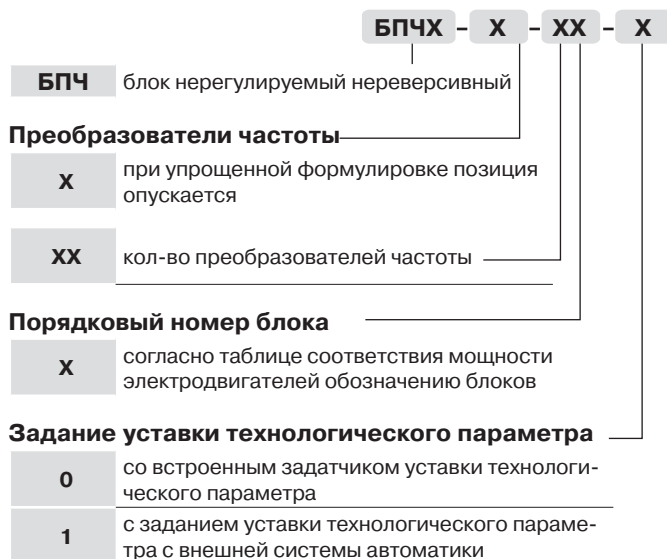 БПЧХ – Х – ХХ – Х
БПЧ блок нерегулируемый нереверсивный
Преобразователи частоты
Х при упрощенной формулировке позиция
опускается
ХХ кол-во преобразователей частоты
Порядковый номер блока
Х согласно таблице соответствия мощности
электродвигателей обозначению блоков
Задание уставки технологического параметра
0 со встроенным задатчиком уставки технологи-
ческого параметра
1 с заданием уставки технологического параме-
тра с внешней системы автоматики